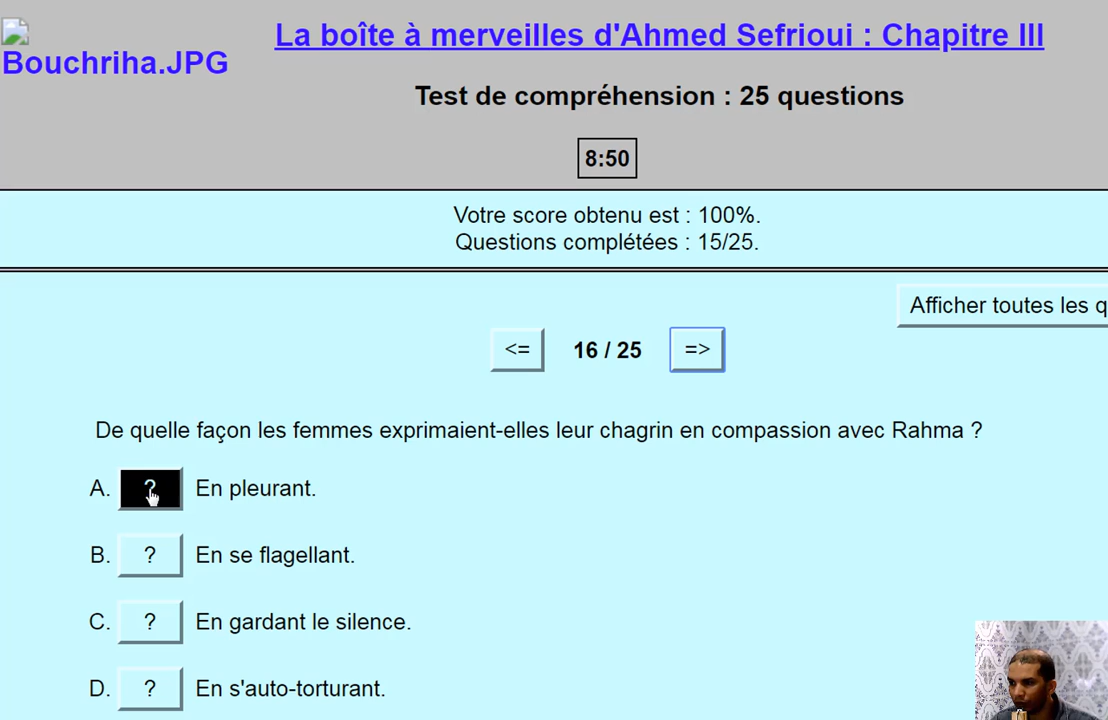 Bouchriha.JPG
La boîte à merveilles d'Ahmed Sefrioui : Chapitre III
Test de compréhension : 25 questions
8:50
Votre score obtenu est : 100%.
Questions complétées : 15/25.
Afficher toutes les q
<= 16 / 25 =>
De quelle façon les femmes exprimaient-elles leur chagrin en compassion avec Rahma ?
A. ? En pleurant.
B. ? En se flagellant.
C. ? En gardant le silence.
D. ? En s'auto-torturant.